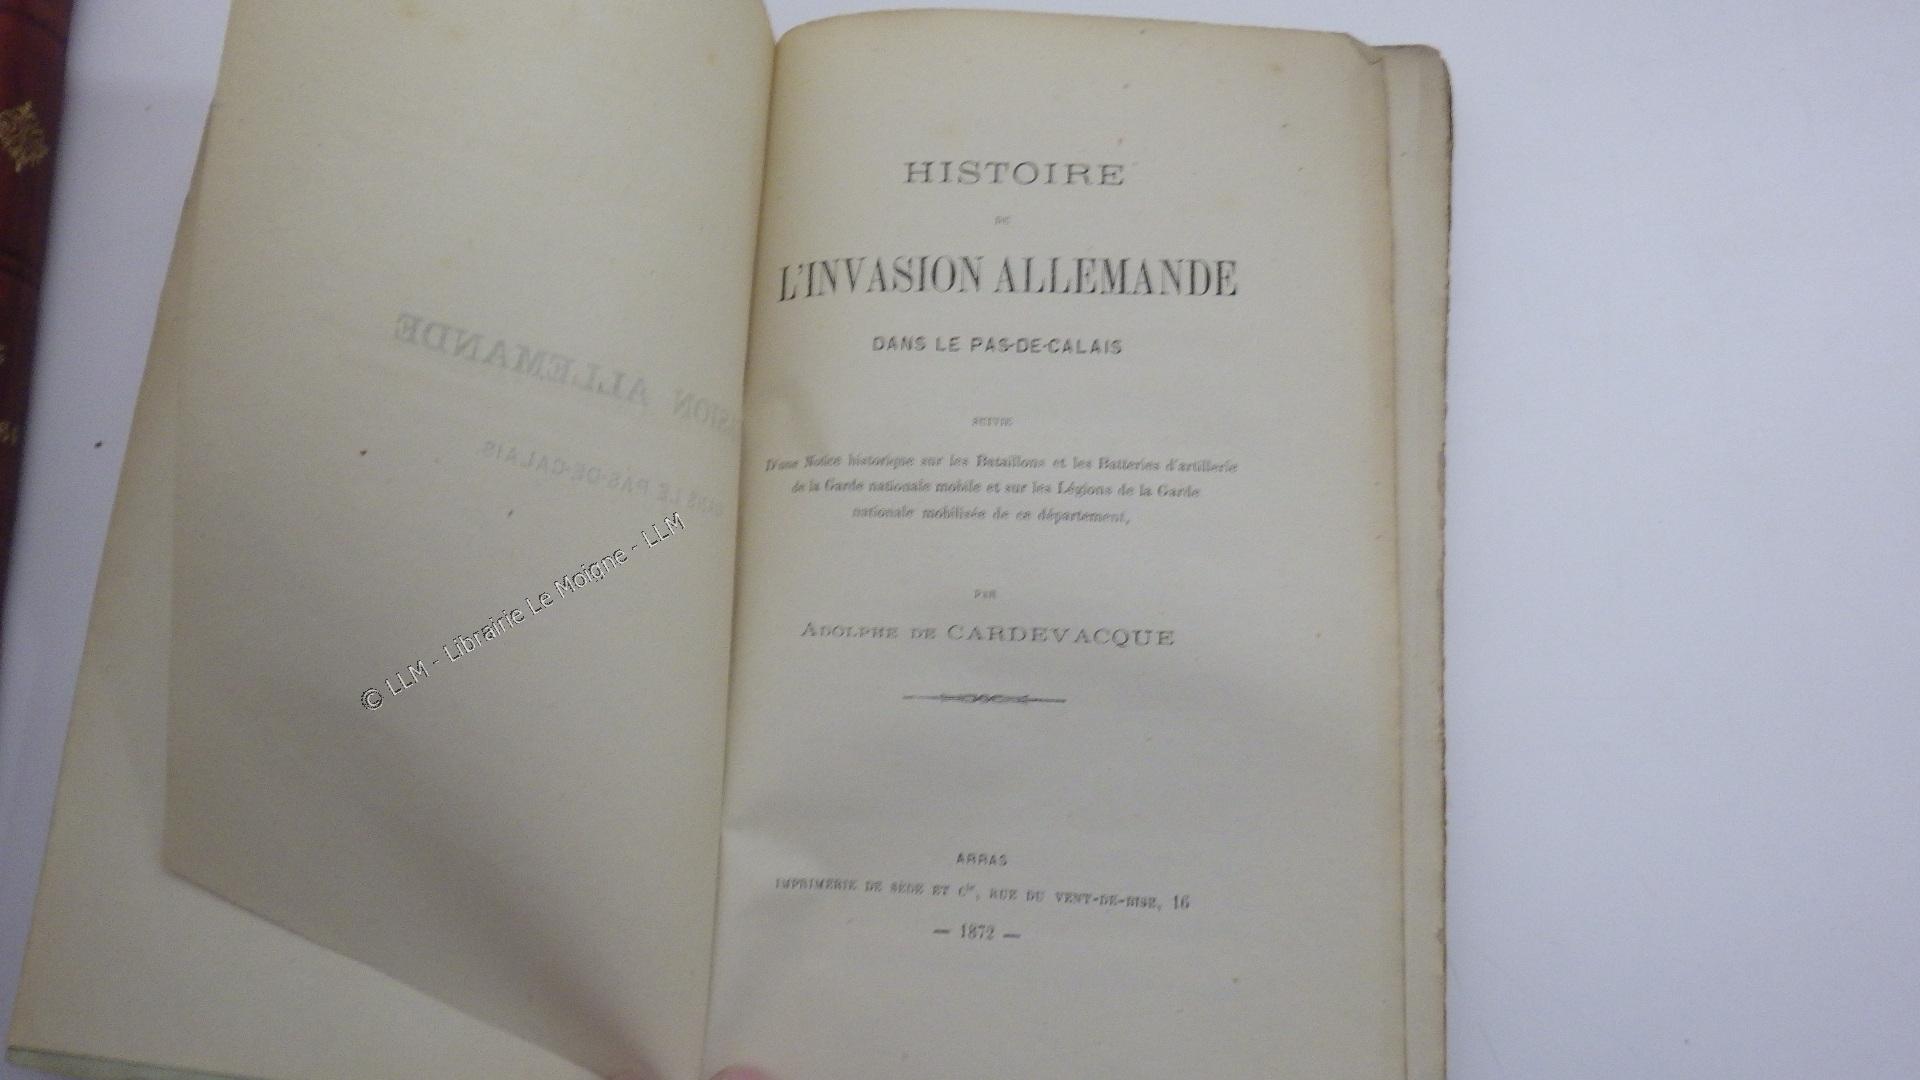 HISTOIRE
DE
L'INVASION ALLEMANDE
DANS LE PAS-DE-CALAIS
SUIVIE
D'une Notice historique sur les Bataillons et les Batteries d'artillerie
de la Garde nationale mobile et sur les Légions de la Garde
nationale mobilisée de ce département,
PAR
ADOLPHE DE CARDEVACQUE
ARRAS
IMPRIMERIE DE SÈDE ET Cie, RUE DU VENT-DE-BISE, 16
— 1872 —
© LLM - Librairie Le Moigne - LLM